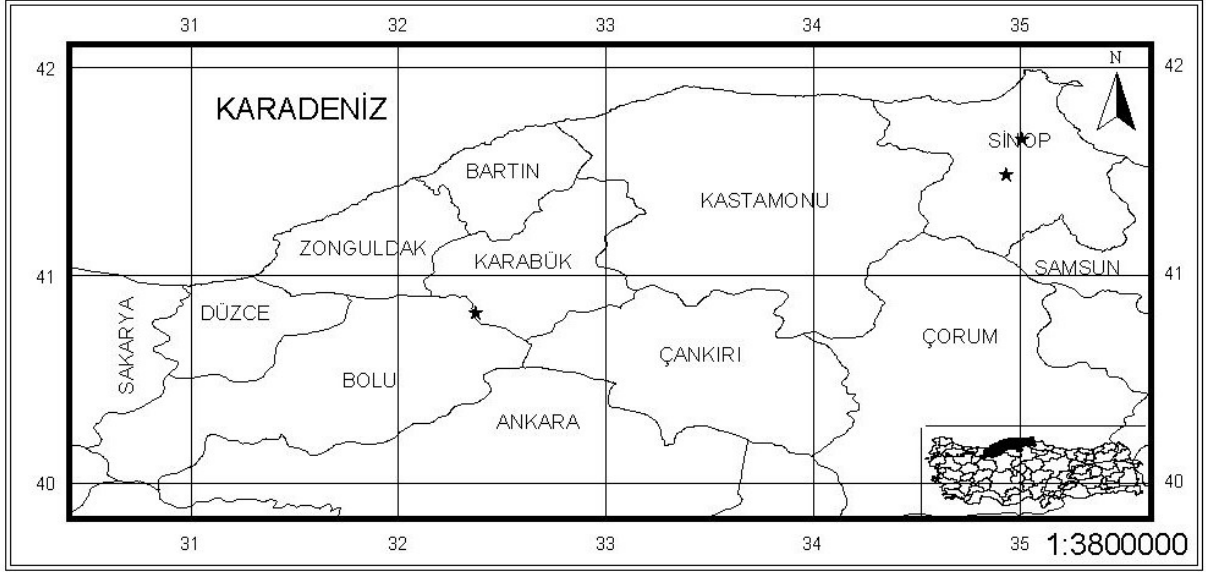 31 32 33 34 35
N
42 42
KARADENİZ
SİNOP
BARTIN
KASTAMONU
ZONGULDAK
KARABÜK
SAMSUN
41 41
SAKARYA
DÜZCE
ÇORUM
ÇANKIRI
BOLU
ANKARA
40 40
31 32 33 34 35
1:3800000